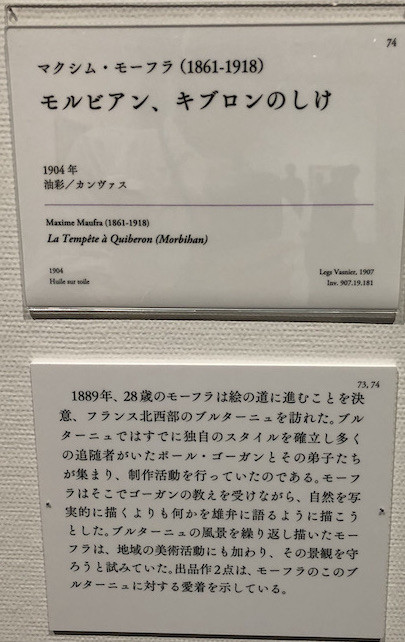 74
マクシム・モーフラ（1861-1918）
モルビアン、キブロンのしけ
1904年
油彩／カンヴァス
Maxime Maufra (1861-1918)
La Tempête à Quiberon (Morbihan)
1904
Huile sur toile
Legs Vasnier, 1907
Inv. 907.19.181
73, 74
1889年、28歳のモーフラは絵の道に進むことを決
意、フランス北西部のブルターニュを訪れた。ブル
ターニュではすでに独自のスタイルを確立し多く
の追随者がいたポール・ゴーガンとその弟子たち
が集まり、制作活動を行っていたのである。モーフ
ラはそこでゴーガンの教えを受けながら、自然を写
実的に描くよりも何かを雄弁に語るように描こう
とした。ブルターニュの風景を繰り返し描いたモー
フラは、地域の美術活動にも加わり、その景観を守
ろうと試みていた。出品作2点は、モーフラのこのブ
ルターニュに対する愛着を示している。